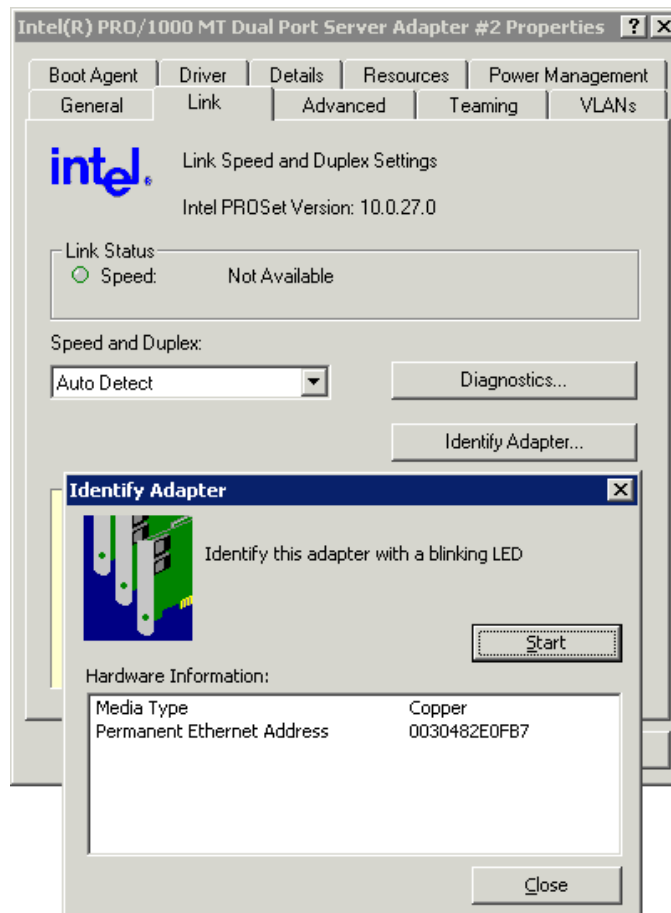 Intel(R) PRO/1000 MT Dual Port Server Adapter #2 Properties ? X
Boot Agent Driver Details Resources Power Management
General Link Advanced Teaming VLANs
intel® Link Speed and Duplex Settings
Intel PROSet Version: 10.0.27.0
Link Status
Speed: Not Available
Speed and Duplex:
Auto Detect Diagnostics...
Identify Adapter...
Identify Adapter X
Identify this adapter with a blinking LED
Start
Hardware Information:
Media Type Copper
Permanent Ethernet Address 0030482E0FB7
Close